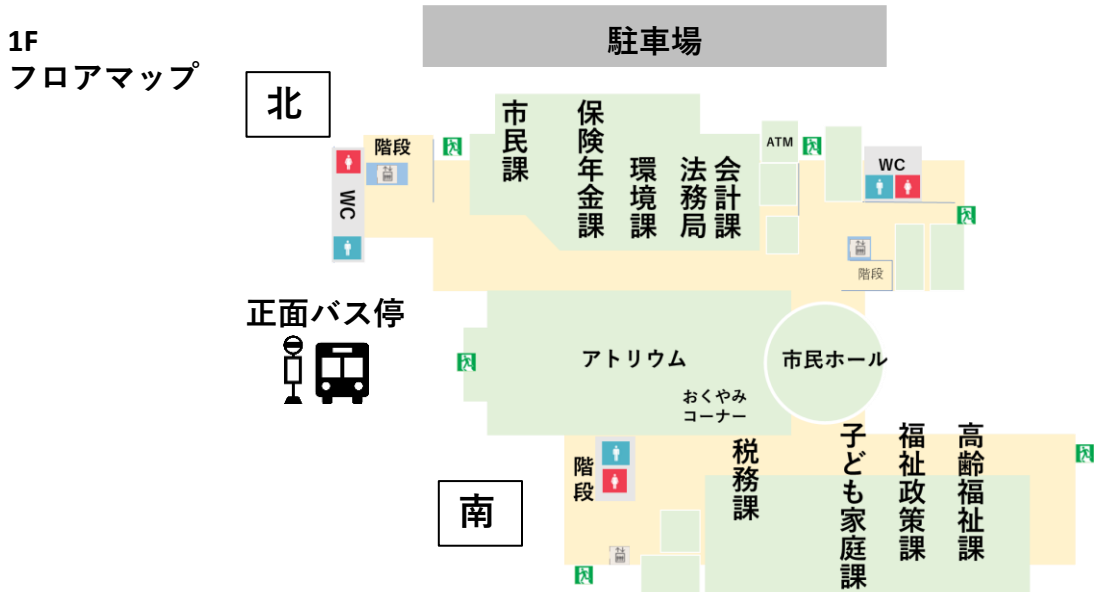 1F
フロアマップ
駐車場
北
階段
WC
市民課
保険年金課
環境課
法務局
会計課
ATM
WC
階段
正面バス停
アトリウム
市民ホール
おくやみ
コーナー
南
階段
税務課
子ども家庭課
福祉政策課
高齢福祉課